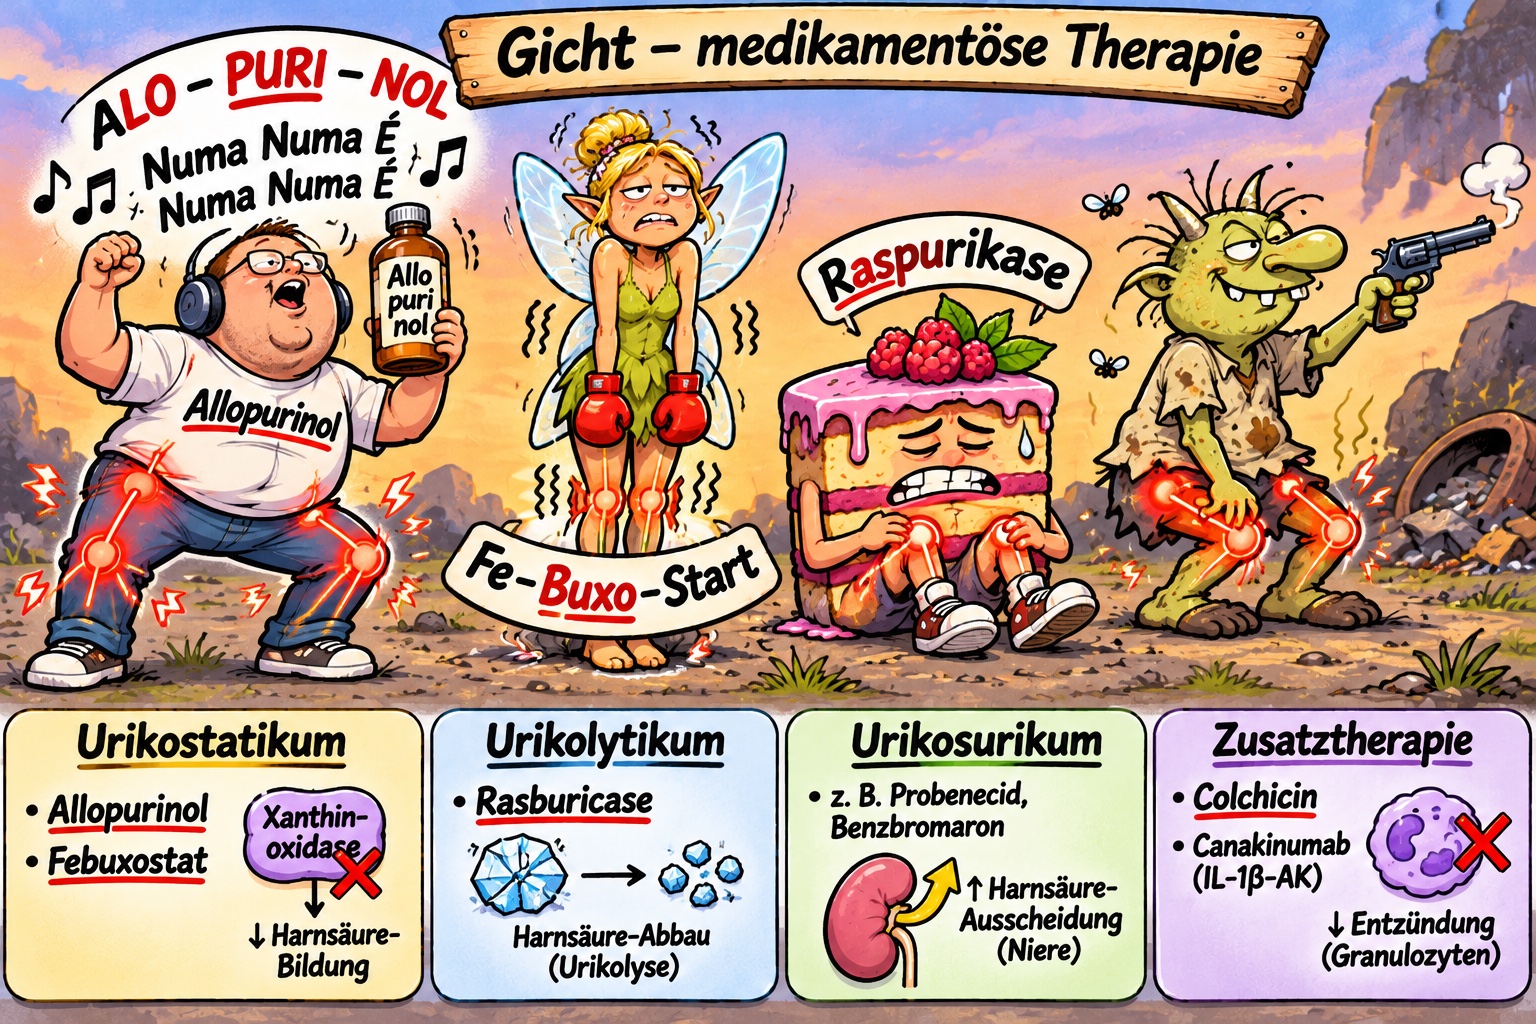 Gicht – medikamentöse Therapie
ALO – PURI – NOL
Numa Numa É
Numa Numa É
Allo
puri
nol
Allopurinol
Fe-Buxo-Start
Raspurikase
Urikostatikum
• Allopurinol
• Febuxostat
Xanthin-
oxidase
↓ Harnsäure-
Bildung
Urikolytikum
• Rasburicase
Harnsäure-Abbau
(Urikolyse)
Urikosurikum
• z. B. Probenecid,
Benzbromaron
↑ Harnsäure-
Ausscheidung
(Niere)
Zusatztherapie
• Colchicin
• Canakinumab
(IL-1β-AK)
↓ Entzündung
(Granulozyten)